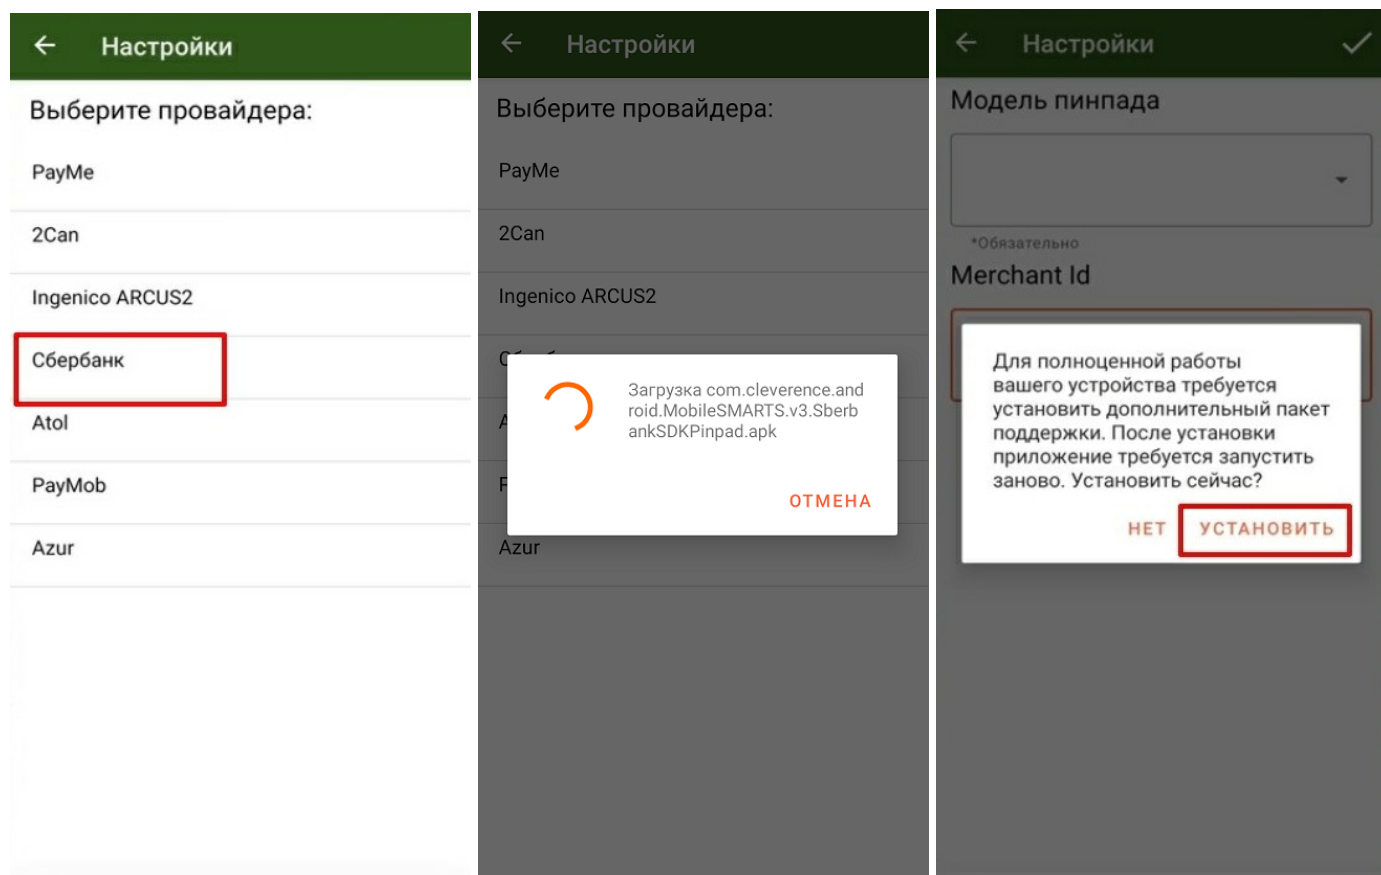 Настройки
Выберите провайдера:
PayMe
2Can
Ingenico ARCUS2
Сбербанк
Atol
PayMob
Azur
Настройки
Выберите провайдера:
PayMe
2Can
Ingenico ARCUS2
Загрузка com.cleverence.and
roid.MobileSMARTS.v3.Sberb
ankSDKPinpad.apk
ОТМЕНА
Azur
Настройки
Модель пинпада
*Обязательно
Merchant Id
Для полноценной работы
вашего устройства требуется
установить дополнительный пакет
поддержки. После установки
приложение требуется запустить
заново. Установить сейчас?
НЕТ УСТАНОВИТЬ